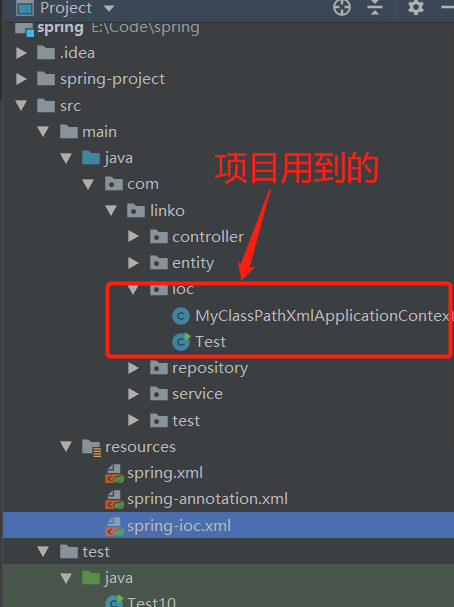 Project
spring E:\Code\spring
.idea
spring-project
src
main
java
项目用到的
com
linko
controller
entity
ioc
MyClassPathXmlApplicationContext
Test
repository
service
test
resources
spring.xml
spring-annotation.xml
spring-ioc.xml
test
java
Test10